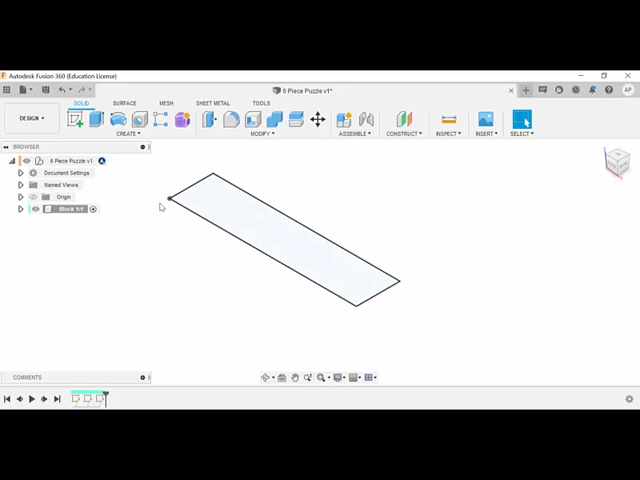 Autodesk Fusion 360 (Education License)
6 Piece Puzzle v1*
AP
DESIGN
SOLID SURFACE MESH SHEET METAL TOOLS
CREATE MODIFY ASSEMBLE CONSTRUCT INSPECT INSERT SELECT
BROWSER
6 Piece Puzzle v1
Document Settings
Named Views
Origin
Block 1:1
COMMENTS